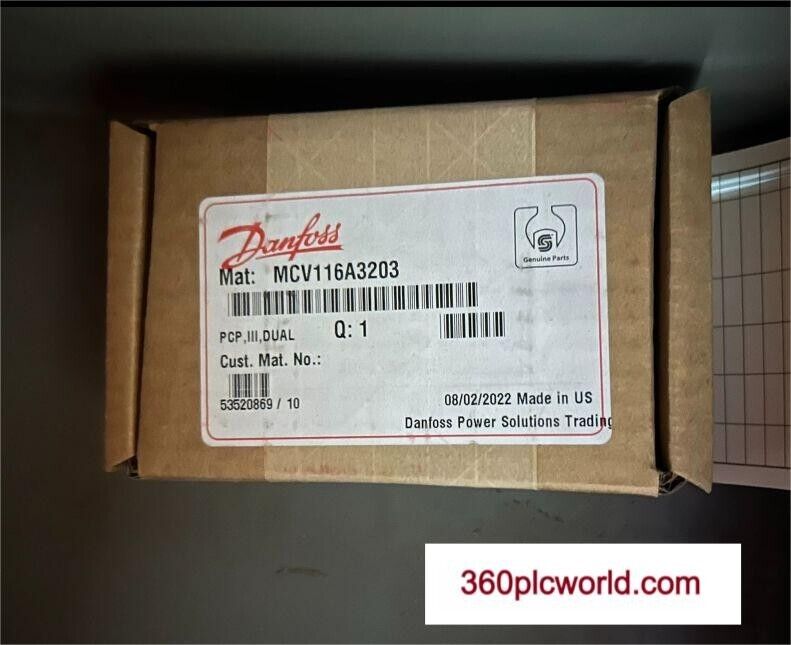 Danfoss
Genuine Parts
Mat: MCV116A3203
PCP,III,DUAL
Q: 1
Cust. Mat. No.:
53520869 / 10
08/02/2022 Made in US
Danfoss Power Solutions Trading
360plcworld.com